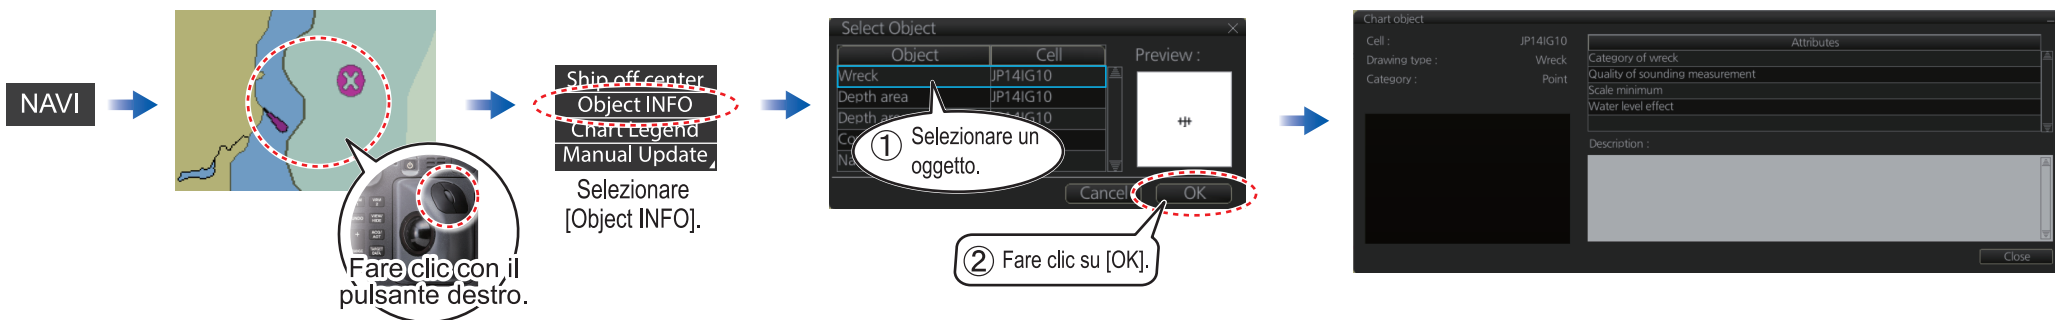 NAVI
Fare clic con il
pulsante destro.
Ship off center
Object INFO
Chart Legend
Manual Update
Selezionare
[Object INFO].
Select Object
Object Cell Preview :
Wreck JP14IG10
Depth area JP14IG10
Depth JP14IG10
① Selezionare un
oggetto.
Cancel OK
② Fare clic su [OK].
Chart object
Cell : JP14IG10
Drawing type : Wreck
Category : Point
Attributes
Category of wreck
Quality of sounding measurement
Scale minimum
Water level effect
Description :
Close